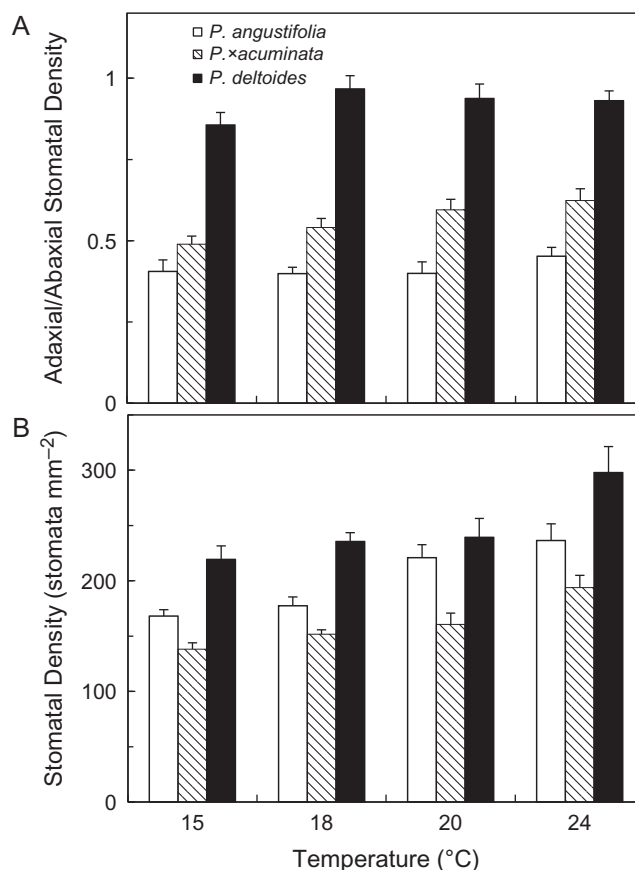 A
P. angustifolia
P.×acuminata
P. deltoides
1
0.5
0
Adaxial/Abaxial Stomatal Density
B
300
200
100
0
Stomatal Density (stomata mm⁻²)
15 18 20 24
Temperature (°C)